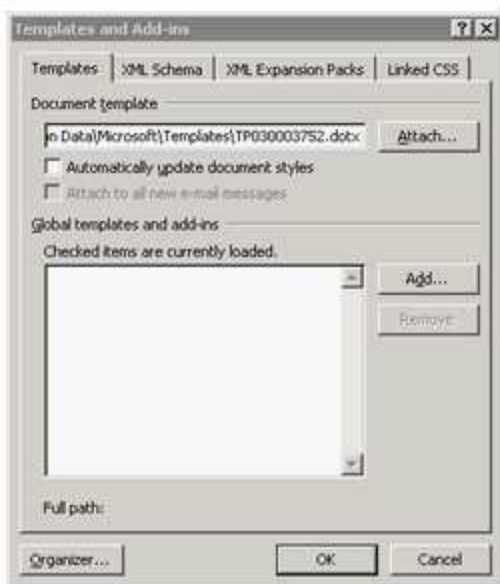 Templates and Add-ins
Templates XML Schema XML Expansion Packs Linked CSS
Document template
n Data\Microsoft\Templates\TP030003752.dotx Attach...
Automatically update document styles
Attach to all new e-mail messages
Global templates and add-ins
Checked items are currently loaded.
Add...
Remove
Full path:
Organizer... OK Cancel